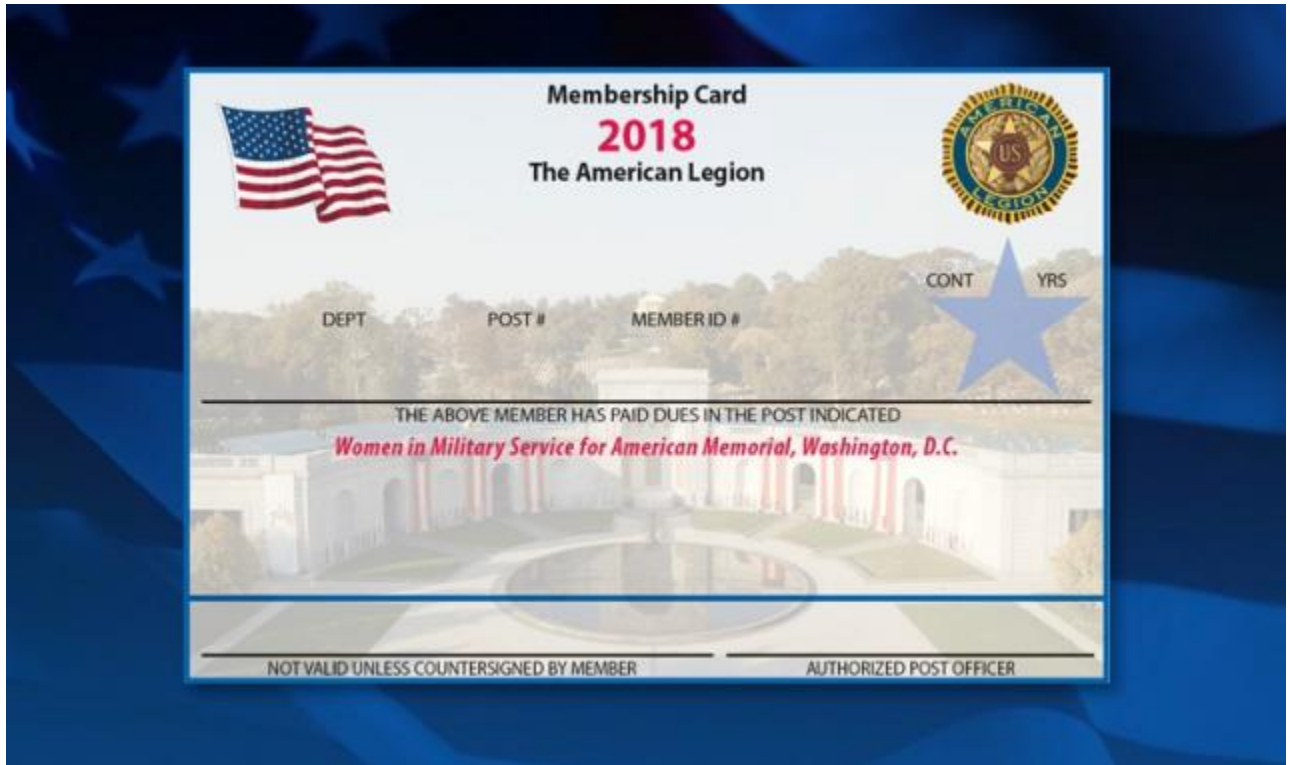 Membership Card
2018
The American Legion
AMERICAN
US
LEGION
CONT YRS
DEPT POST # MEMBER ID #
THE ABOVE MEMBER HAS PAID DUES IN THE POST INDICATED
Women in Military Service for American Memorial, Washington, D.C.
NOT VALID UNLESS COUNTERSIGNED BY MEMBER AUTHORIZED POST OFFICER